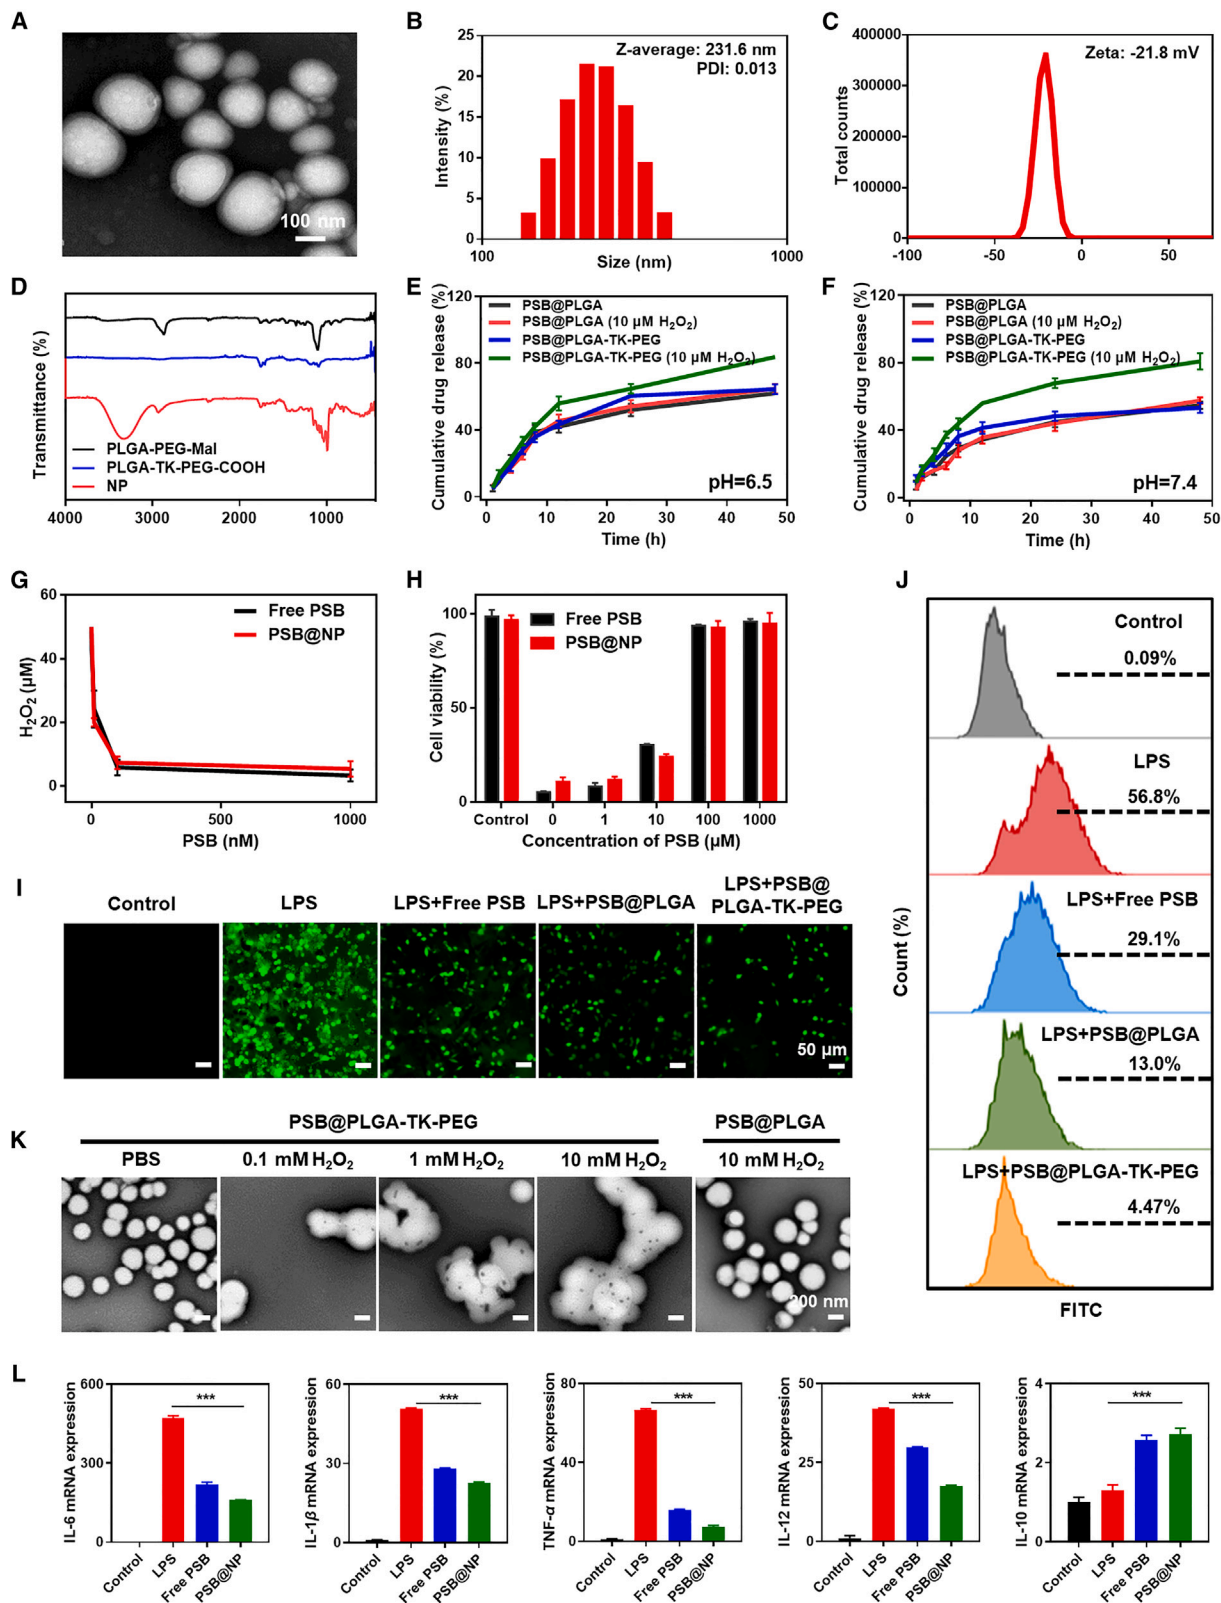 A
100 nm
B
Z-average: 231.6 nm
PDI: 0.013
Intensity (%)
25
20
15
10
5
0
100
1000
Size (nm)
C
Zeta: -21.8 mV
Total counts
400000
300000
200000
100000
0
-100
-50
0
50
D
Transmittance (%)
PLGA-PEG-Mal
PLGA-TK-PEG-COOH
NP
4000
3000
2000
1000
E
Cumulative drug release (%)
120
80
40
0
PSB@PLGA
PSB@PLGA (10 µM H₂O₂)
PSB@PLGA-TK-PEG
PSB@PLGA-TK-PEG (10 µM H₂O₂)
pH=6.5
0
10
20
30
40
50
Time (h)
F
Cumulative drug release (%)
120
80
40
0
PSB@PLGA
PSB@PLGA (10 µM H₂O₂)
PSB@PLGA-TK-PEG
PSB@PLGA-TK-PEG (10 µM H₂O₂)
pH=7.4
0
10
20
30
40
50
Time (h)
G
H₂O₂ (µM)
60
40
20
0
Free PSB
PSB@NP
0
500
1000
PSB (nM)
H
Cell viability (%)
100
50
0
Free PSB
PSB@NP
Control
0
1
10
100
1000
Concentration of PSB (µM)
J
Control
0.09%
LPS
56.8%
LPS+Free PSB
29.1%
LPS+PSB@PLGA
13.0%
LPS+PSB@PLGA-TK-PEG
4.47%
Count (%)
FITC
I
Control
LPS
LPS+Free PSB
LPS+PSB@PLGA
LPS+PSB@
PLGA-TK-PEG
50 µm
K
PSB@PLGA-TK-PEG
PSB@PLGA
PBS
0.1 mM H₂O₂
1 mM H₂O₂
10 mM H₂O₂
10 mM H₂O₂
200 nm
L
IL-6 mRNA expression
600
300
0
***
Control
LPS
Free PSB
PSB@NP
IL-1β mRNA expression
60
30
0
***
Control
LPS
Free PSB
PSB@NP
TNF-α mRNA expression
80
40
0
***
Control
LPS
Free PSB
PSB@NP
IL-12 mRNA expression
50
25
0
***
Control
LPS
Free PSB
PSB@NP
IL-10 mRNA expression
4
2
0
***
Control
LPS
Free PSB
PSB@NP